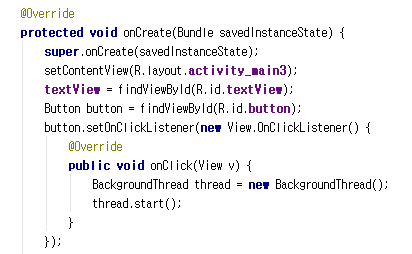 @Override
protected void onCreate(Bundle savedInstanceState) {
    super.onCreate(savedInstanceState);
    setContentView(R.layout.activity_main3);
    textView = findViewById(R.id.textView);
    Button button = findViewById(R.id.button);
    button.setOnClickListener(new View.OnClickListener() {
        @Override
        public void onClick(View v) {
            BackgroundThread thread = new BackgroundThread();
            thread.start();
        }
    });